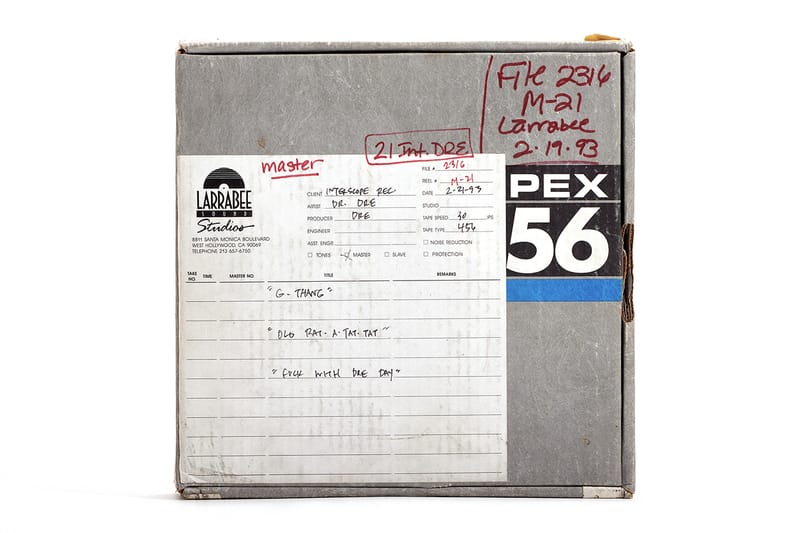 File 2316
M-21
Larrabee
2·19·93
21 Int. DRE
master
LARRABEE
SOUND
Studios
8811 SANTA MONICA BOULEVARD
WEST HOLLYWOOD, CA 90069
TELEPHONE 213 657-6750
CLIENT INTERSCOPE REC.
ARTIST DR. DRE
PRODUCER DRE
ENGINEER
ASST. ENGR.
☐ TONES ☑ MASTER ☐ SLAVE
FILE # 2316
REEL # M-21
DATE 2-21-93
STUDIO
TAPE SPEED 30 IPS
TAPE TYPE 456
☐ NOISE REDUCTION
☐ PROTECTION
PEX
56
TAKE NO. TIME MASTER NO. TITLE REMARKS
"G-THANG"
"OLD RAT-A-TAT-TAT"
"FUCK WITH DRE DAY"